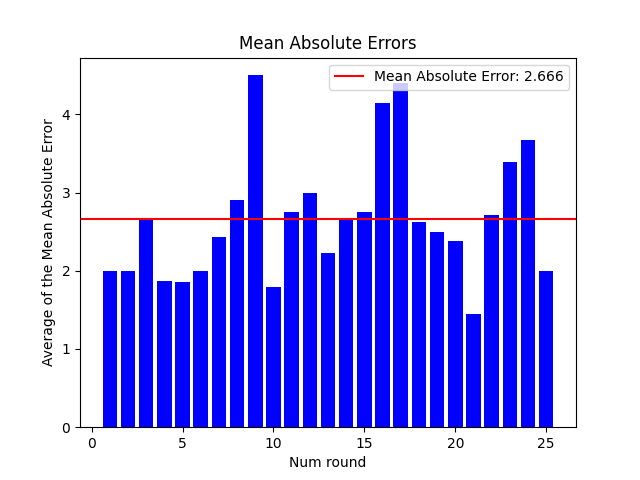 Mean Absolute Errors
Mean Absolute Error: 2.666
Average of the Mean Absolute Error
4
3
2
1
0
0 5 10 15 20 25
Num round